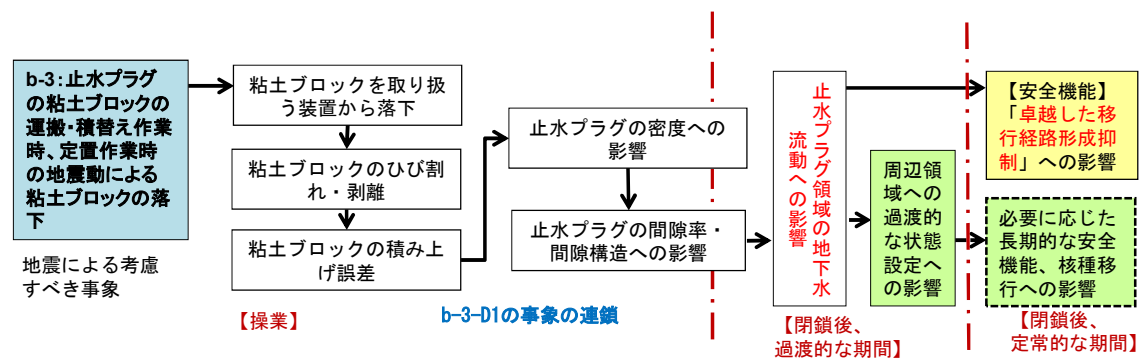 b-3:止水プラグ
の粘土ブロックの
運搬・積替え作業
時、定置作業時
の地震動による
粘土ブロックの落
下
地震による考慮
すべき事象
粘土ブロックを取り扱
う装置から落下
粘土ブロックのひび割
れ・剥離
粘土ブロックの積み上
げ誤差
【操業】
止水プラグの密度への
影響
止水プラグの間隙率・
間隙構造への影響
b-3-D1の事象の連鎖
止水プラグ領域の地下水
流動への影響
周辺領
域への
過渡的
な状態
設定へ
の影響
【閉鎖後、
過渡的な期間】
【安全機能】
「卓越した移
行経路形成抑
制」への影響
必要に応じた
長期的な安全
機能、核種移
行への影響
【閉鎖後、
定常的な期間】